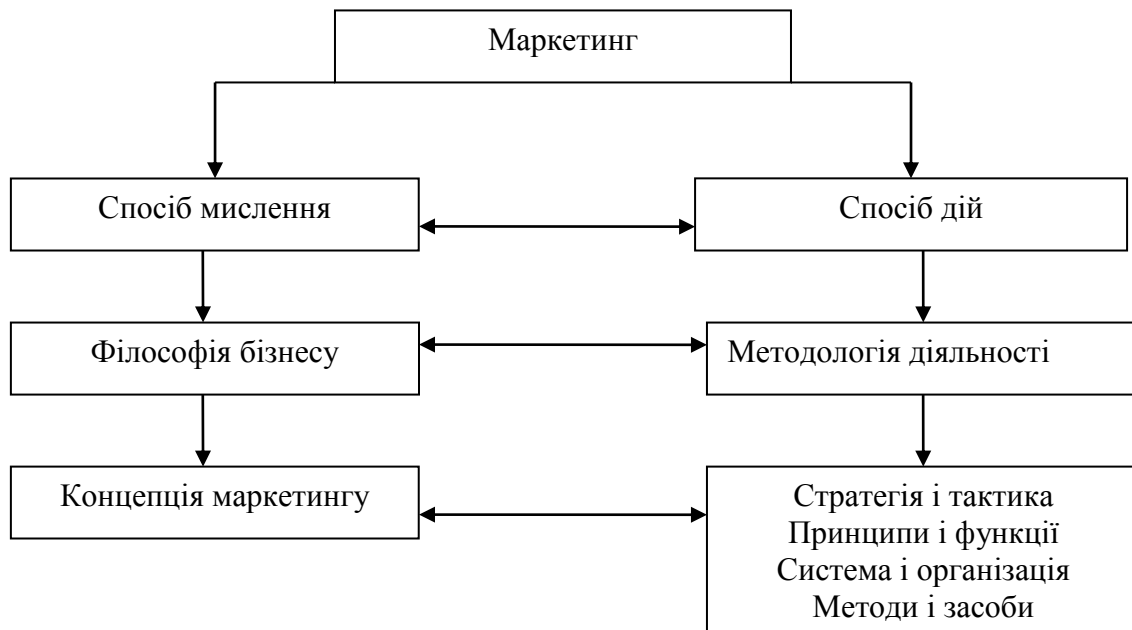 Маркетинг
Спосіб мислення
Спосіб дій
Філософія бізнесу
Методологія діяльності
Концепція маркетингу
Стратегія і тактика
Принципи і функції
Система і організація
Методи і засоби